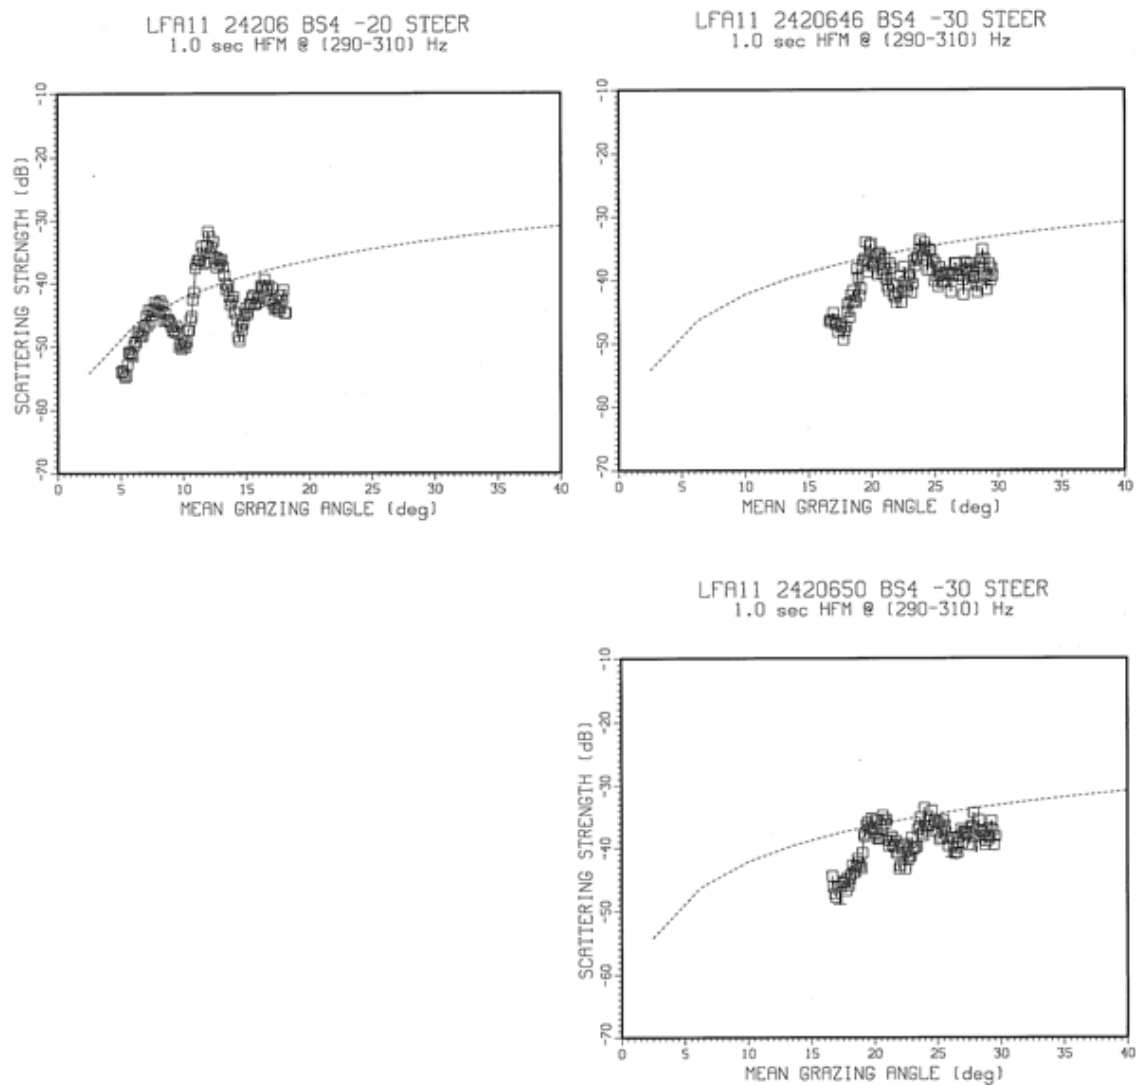 LFA11 24206 BS4 -20 STEER
1.0 sec HFM @ (290-310) Hz
SCATTERING STRENGTH (dB)
-10
-20
-30
-40
-50
-60
-70
0 5 10 15 20 25 30 35 40
MEAN GRAZING ANGLE (deg)
LFA11 2420646 BS4 -30 STEER
1.0 sec HFM @ (290-310) Hz
-10
-20
-30
-40
-50
-60
-70
0 5 10 15 20 25 30 35 40
MEAN GRAZING ANGLE (deg)
LFA11 2420650 BS4 -30 STEER
1.0 sec HFM @ (290-310) Hz
SCATTERING STRENGTH (dB)
-10
-20
-30
-40
-50
-60
-70
0 5 10 15 20 25 30 35 40
MEAN GRAZING ANGLE (deg)